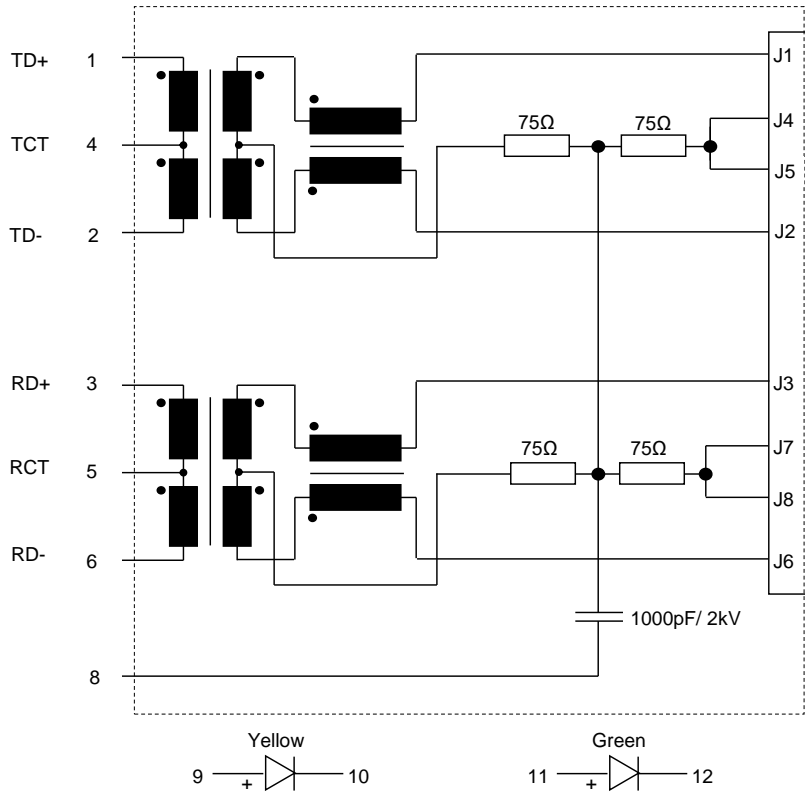 TD+ 1
J1
75Ω 75Ω
J4
TCT 4
J5
TD- 2
J2
RD+ 3
J3
75Ω 75Ω
J7
RCT 5
J8
RD- 6
J6
1000pF/ 2kV
8
Yellow
9 + 10
Green
11 + 12